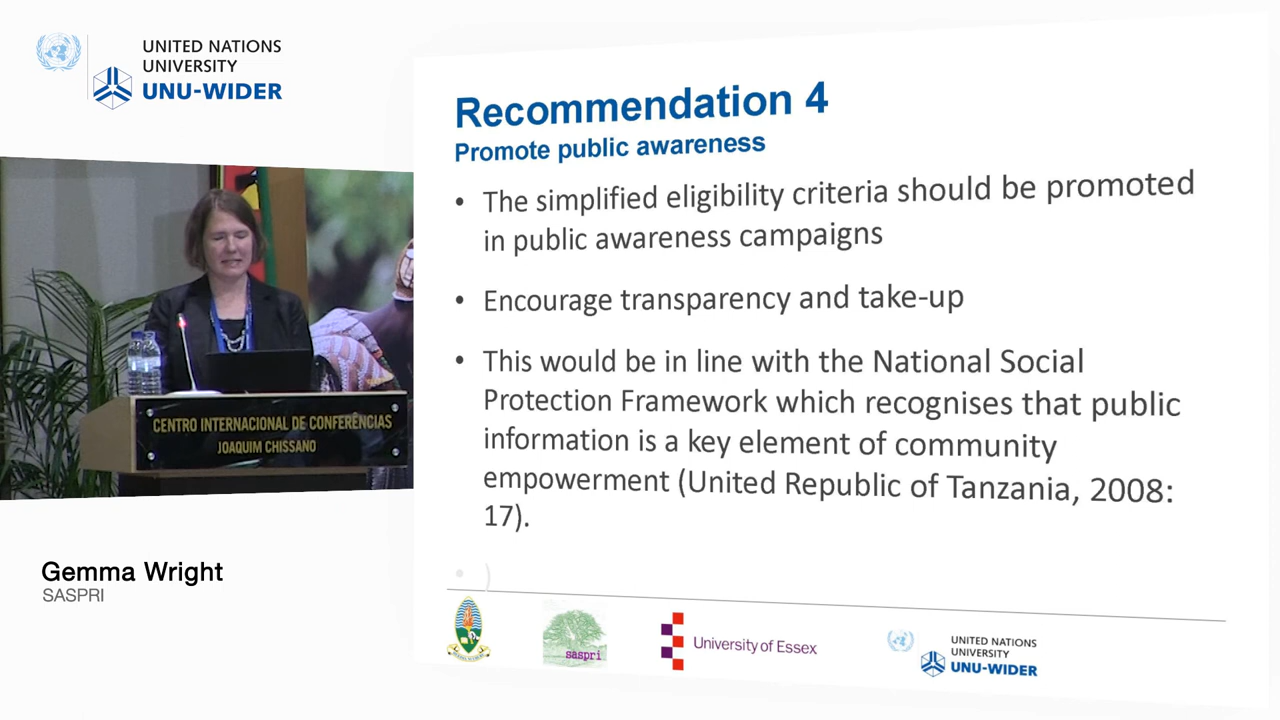 UNITED NATIONS
UNIVERSITY
UNU-WIDER
CENTRO INTERNACIONAL DE CONFERÊNCIAS
JOAQUIM CHISSANO
Gemma Wright
SASPRI
Recommendation 4
Promote public awareness
• The simplified eligibility criteria should be promoted
in public awareness campaigns
• Encourage transparency and take-up
• This would be in line with the National Social
Protection Framework which recognises that public
information is a key element of community
empowerment (United Republic of Tanzania, 2008:
17).
• )
saspri
University of Essex
UNITED NATIONS
UNIVERSITY
UNU-WIDER